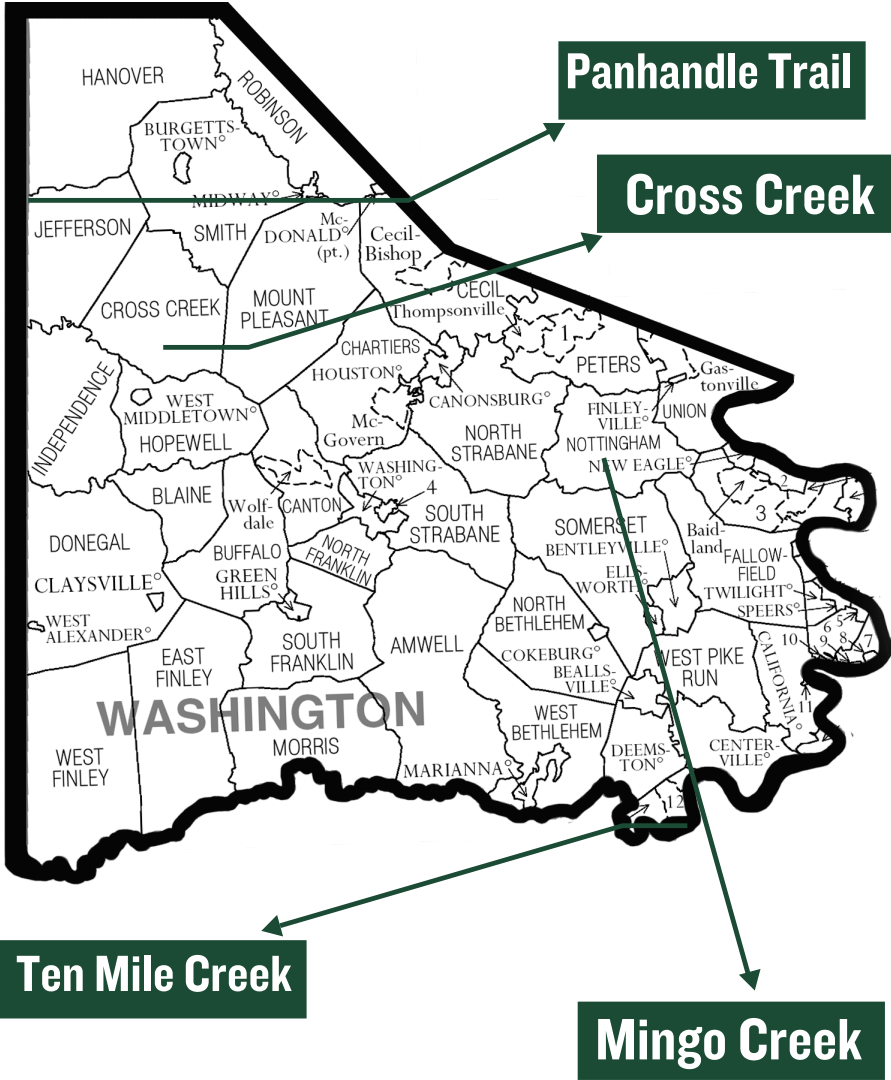 Panhandle Trail
HANOVER
ROBINSON
BURGETTS-
TOWN°
Cross Creek
MIDWAY°
JEFFERSON
SMITH
Mc-
DONALD°
(pt.)
Cecil-
Bishop
CROSS CREEK
MOUNT
PLEASANT
CECIL
Thompsonville
1
CHARTIERS
HOUSTON°
PETERS
Gas-
tonville
INDEPENDENCE
WEST
MIDDLETOWN°
HOPEWELL
CANONSBURG°
Mc-
Govern
NORTH
STRABANE
FINLEY-
VILLE°
UNION
NOTTINGHAM
NEW EAGLE°
WASHING-
TON°
4
2
BLAINE
Wolf-
dale
CANTON
SOUTH
STRABANE
3
DONEGAL
SOMERSET
BENTLEYVILLE°
Baid-
land
BUFFALO
NORTH
FRANKLIN
FALLOW-
FIELD
CLAYSVILLE°
GREEN
HILLS°
ELLS-
WORTH°
TWILIGHT°
SPEERS°
WEST
ALEXANDER°
NORTH
BETHLEHEM
5
6
7
8
9
10
EAST
FINLEY
SOUTH
FRANKLIN
AMWELL
COKEBURG°
WEST PIKE
RUN
CALIFORNIA°
BEALLS-
VILLE°
11
WASHINGTON
WEST
BETHLEHEM
WEST
FINLEY
MORRIS
DEEMS-
TON°
CENTER-
VILLE°
MARIANNA°
12
Ten Mile Creek
Mingo Creek